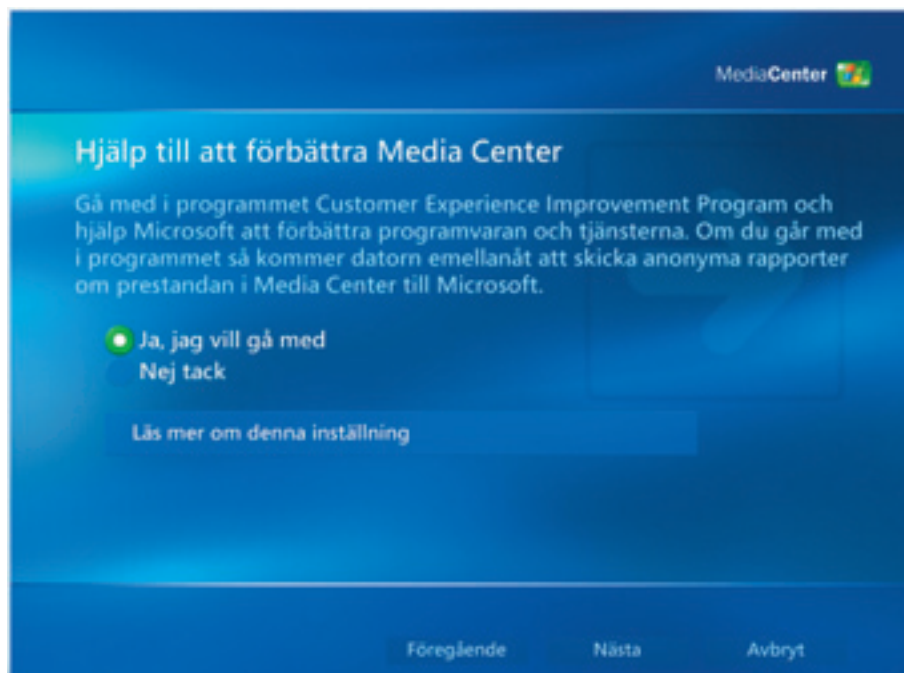 MediaCenter
Hjälp till att förbättra Media Center
Gå med i programmet Customer Experience Improvement Program och
hjälp Microsoft att förbättra programvaran och tjänsterna. Om du går med
i programmet så kommer datorn emellanåt att skicka anonyma rapporter
om prestandan i Media Center till Microsoft.
Ja, jag vill gå med
Nej tack
Läs mer om denna inställning
Föregående Nästa Avbryt